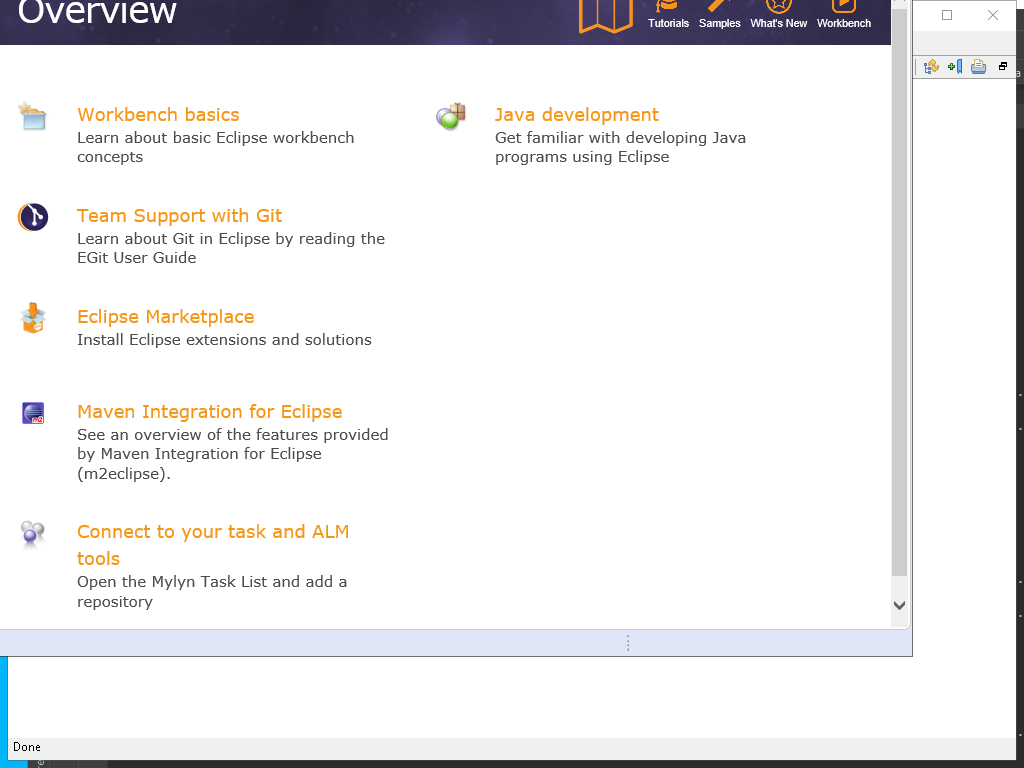 Overview
Tutorials Samples What's New Workbench
Workbench basics
Learn about basic Eclipse workbench
concepts
Java development
Get familiar with developing Java
programs using Eclipse
Team Support with Git
Learn about Git in Eclipse by reading the
EGit User Guide
Eclipse Marketplace
Install Eclipse extensions and solutions
Maven Integration for Eclipse
See an overview of the features provided
by Maven Integration for Eclipse
(m2eclipse).
Connect to your task and ALM
tools
Open the Mylyn Task List and add a
repository
Done